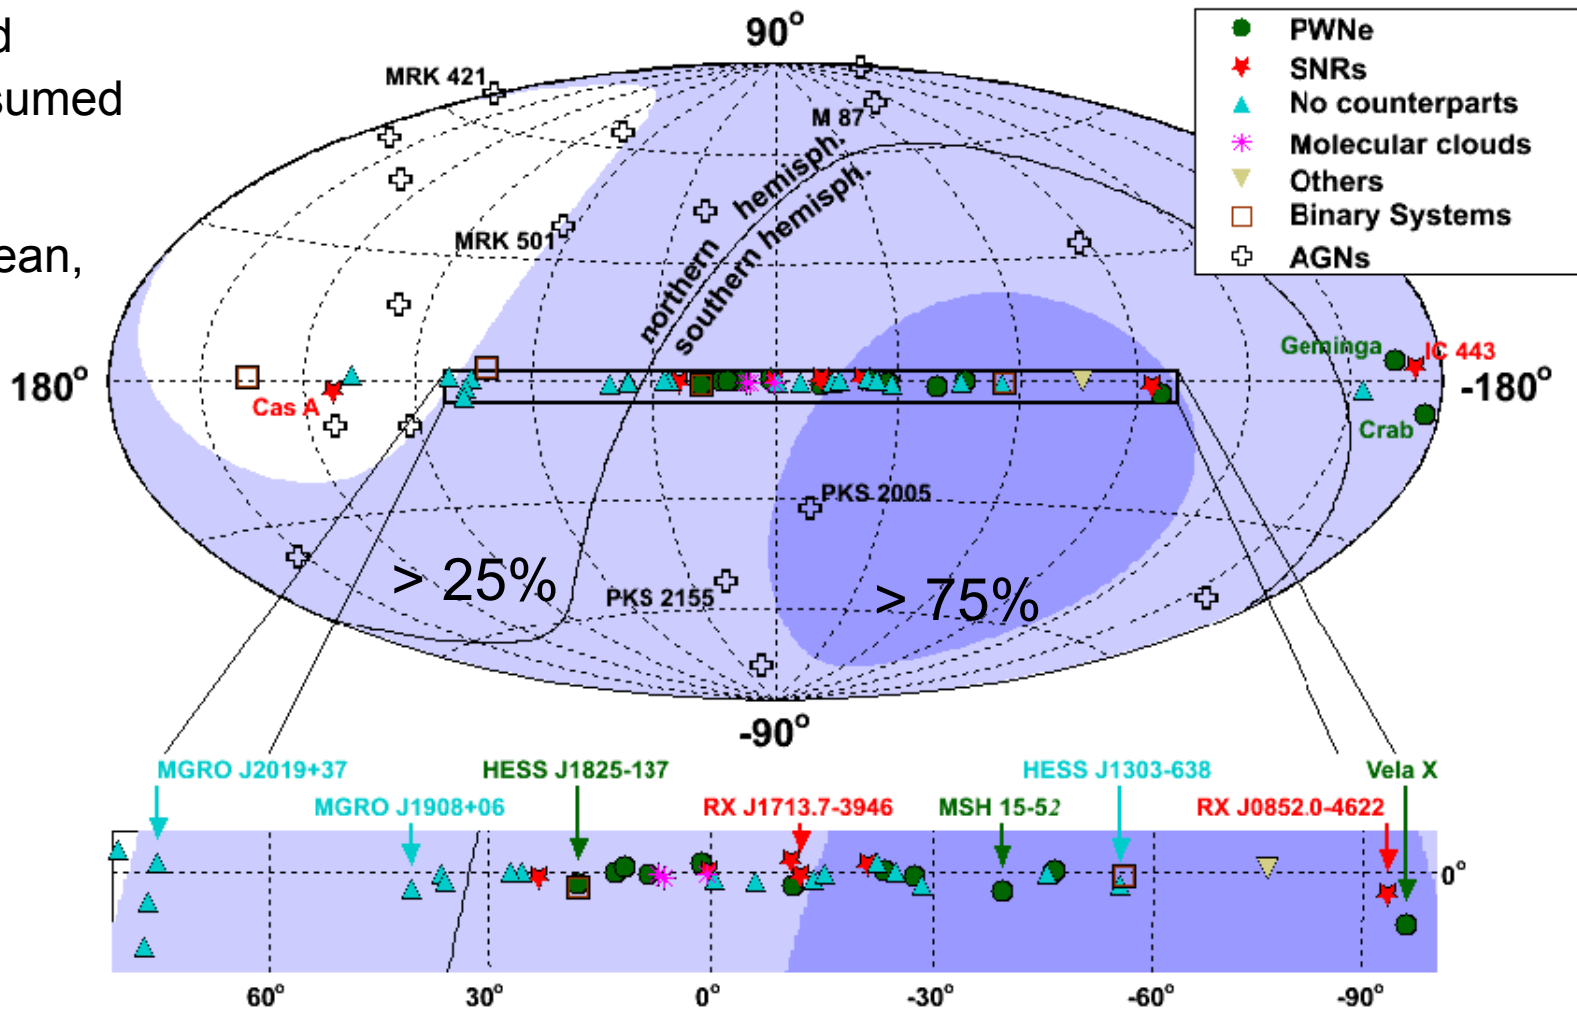 d
sumed
ean,
90°
PWNe
SNRs
No counterparts
Molecular clouds
Others
Binary Systems
AGNs
MRK 421
M 87
MRK 501
northern hemisph.
southern hemisph.
180°
-180°
Cas A
Geminga
IC 443
Crab
PKS 2005
> 25%
PKS 2155
> 75%
-90°
MGRO J2019+37
HESS J1825-137
HESS J1303-638
Vela X
MGRO J1908+06
RX J1713.7-3946
MSH 15-52
RX J0852.0-4622
0°
60°
30°
0°
-30°
-60°
-90°